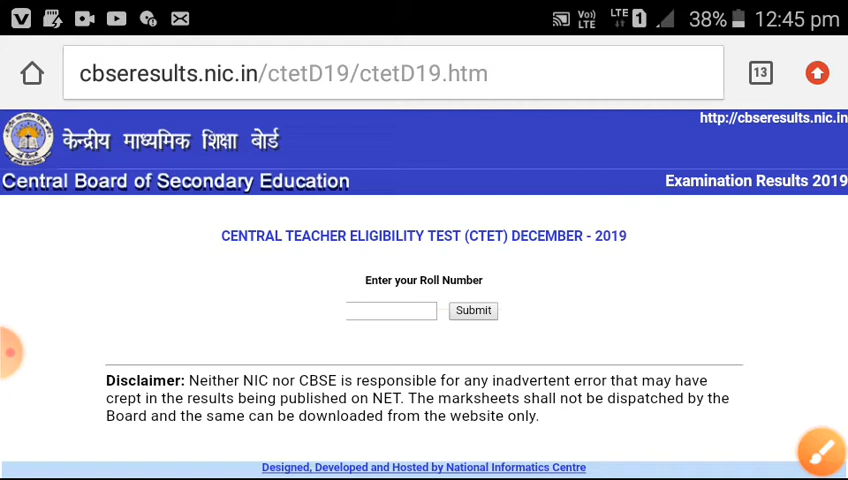 VoD LTE LTE 1 38% 12:45 pm
cbseresults.nic.in/ctetD19/ctetD19.htm 13
http://cbseresults.nic.in
केन्द्रीय माध्यमिक शिक्षा बोर्ड
Central Board of Secondary Education Examination Results 2019
CENTRAL TEACHER ELIGIBILITY TEST (CTET) DECEMBER - 2019
Enter your Roll Number
Submit
Disclaimer: Neither NIC nor CBSE is responsible for any inadvertent error that may have
crept in the results being published on NET. The marksheets shall not be dispatched by the
Board and the same can be downloaded from the website only.
Designed, Developed and Hosted by National Informatics Centre